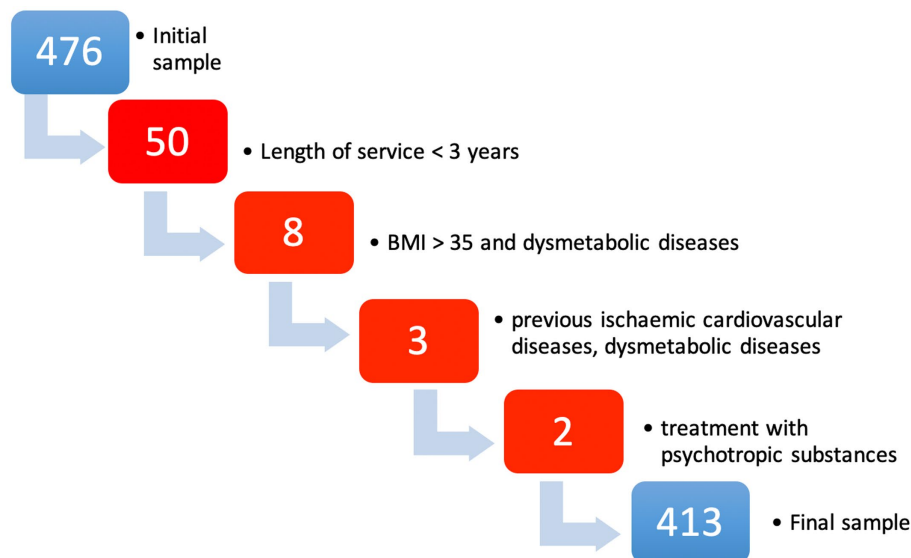 476
• Initial
sample
50
• Length of service < 3 years
8
• BMI > 35 and dysmetabolic diseases
3
• previous ischaemic cardiovascular
diseases, dysmetabolic diseases
2
• treatment with
psychotropic substances
413
• Final sample